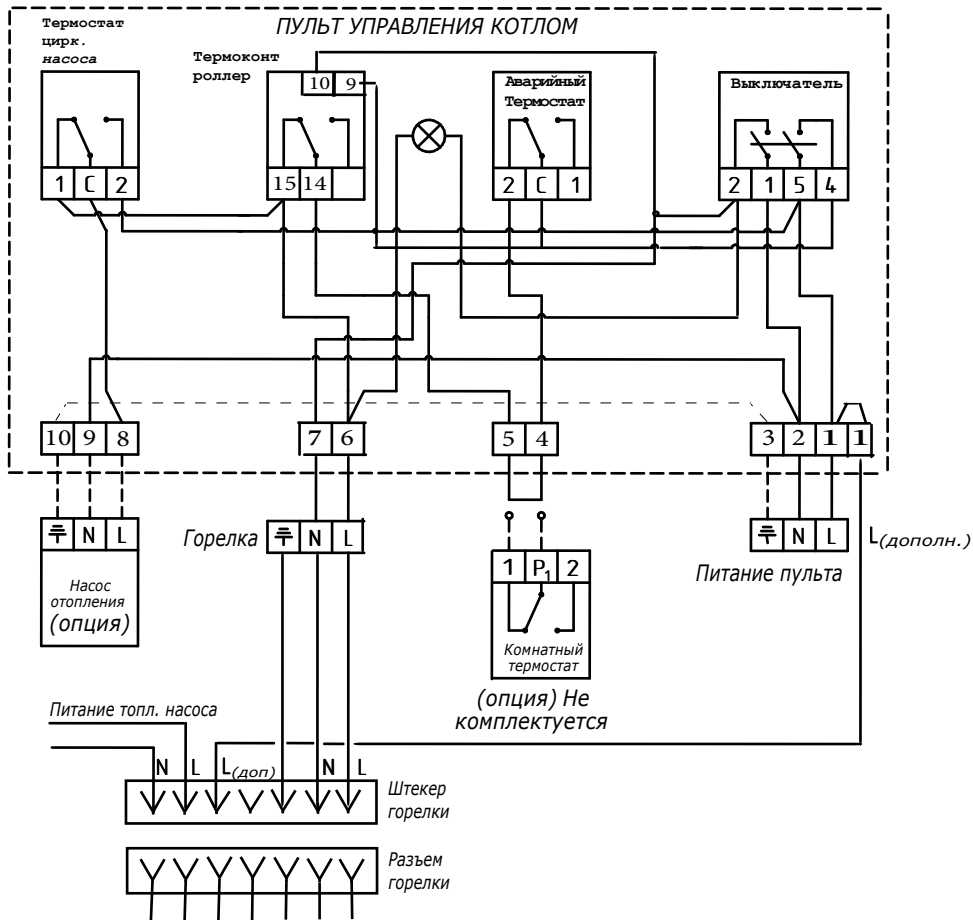 ПУЛЬТ УПРАВЛЕНИЯ КОТЛОМ
Термостат
цирк.
насоса
Термоконт
роллер
10 9
Аварийный
Термостат
Выключатель
1 C 2
15 14
2 C 1
2 1 5 4
10 9 8
7 6
5 4
3 2 1 1
N L
Насос
отопления
(опция)
Горелка
N L
1 P1 2
Комнатный
термостат
(опция) Не
комплектуется
N L
L(дополн.)
Питание пульта
Питание топл. насоса
N L L(доп) N L
Штекер
горелки
Разъем
горелки